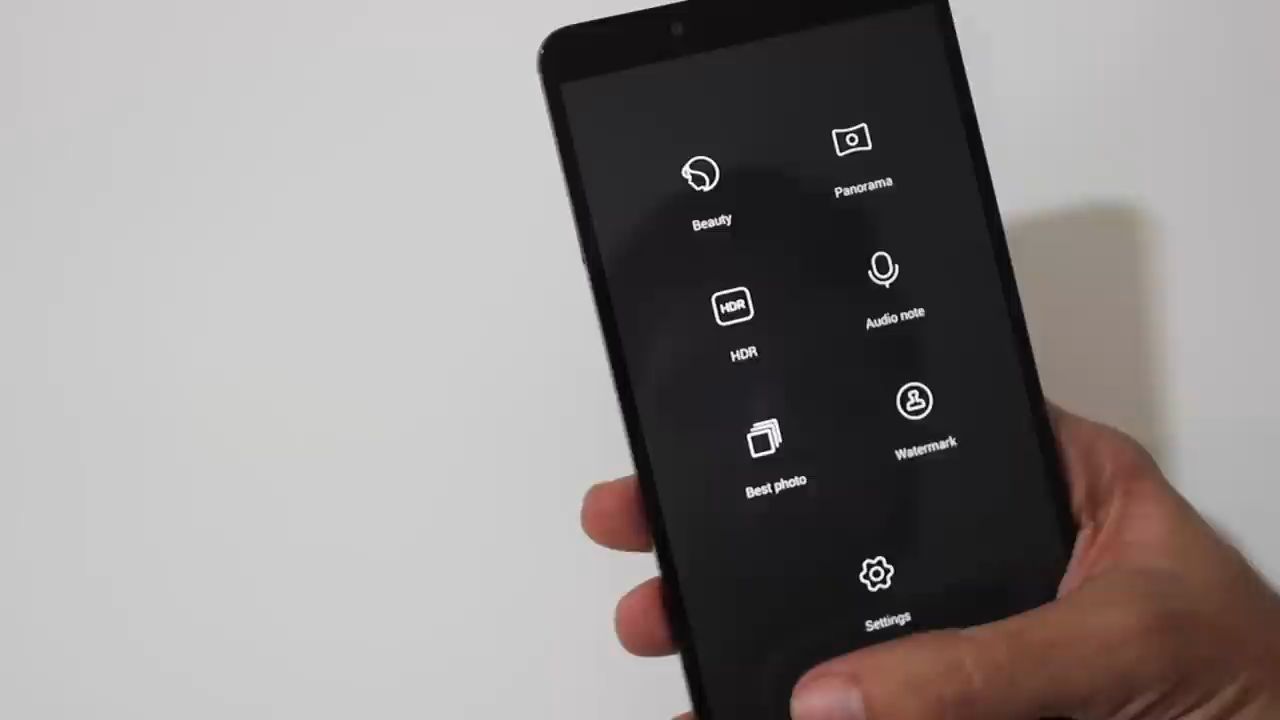 Beauty
Panorama
HDR
HDR
Audio note
Best photo
Watermark
Settings